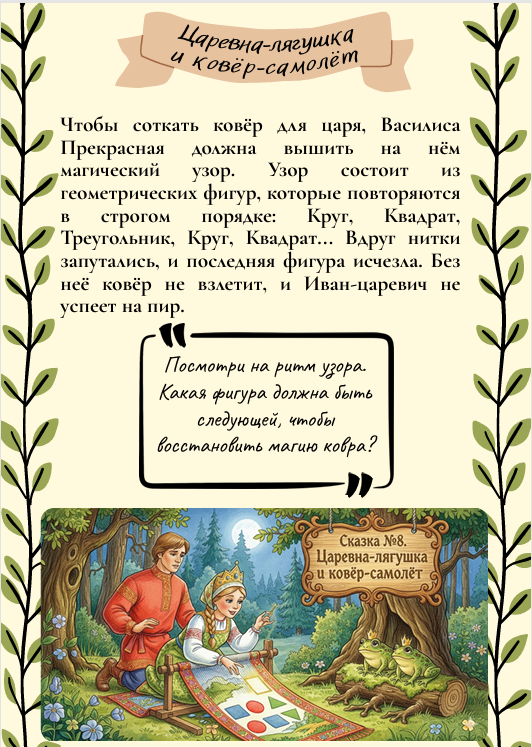 Царевна-лягушка
и ковёр-самолёт
Чтобы соткать ковёр для царя, Василиса
Прекрасная должна вышить на нём
магический узор. Узор состоит из
геометрических фигур, которые повторяются
в строгом порядке: Круг, Квадрат,
Треугольник, Круг, Квадрат... Вдруг нитки
запутались, и последняя фигура исчезла. Без
неё ковёр не взлетит, и Иван-царевич не
успеет на пир.
Посмотри на ритм узора.
Какая фигура должна быть
следующей, чтобы
восстановить магию ковра?
Сказка №8.
Царевна-лягушка
и ковёр-самолёт